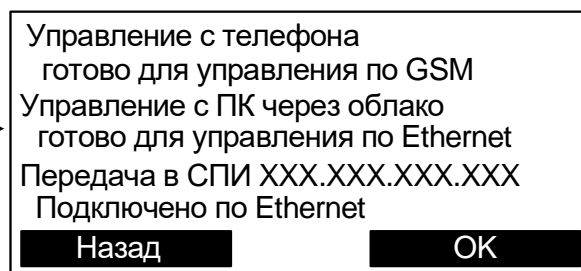 Управление с телефона
готово для управления по GSM
Управление с ПК через облако
готово для управления по Ethernet
Передача в СПИ XXX.XXX.XXX.XXX
Подключено по Ethernet
Назад OK